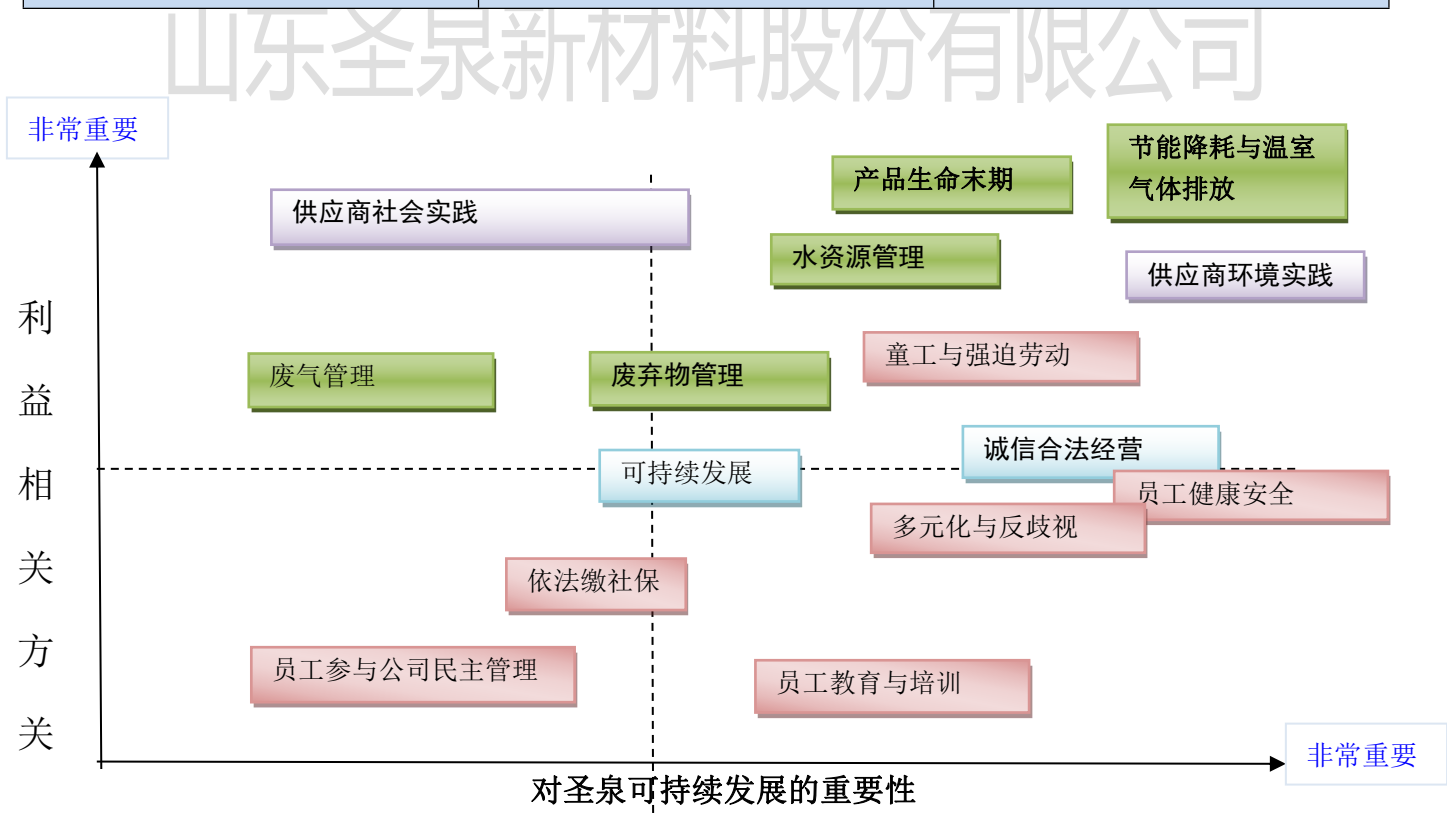 山东圣泉新材料股份有限公司
非常重要
节能降耗与温室
气体排放
产品生命末期
供应商社会实践
水资源管理
供应商环境实践
利益相关方关
童工与强迫劳动
废气管理
废弃物管理
诚信合法经营
可持续发展
员工健康安全
多元化与反歧视
依法缴社保
员工参与公司民主管理
员工教育与培训
非常重要
对圣泉可持续发展的重要性